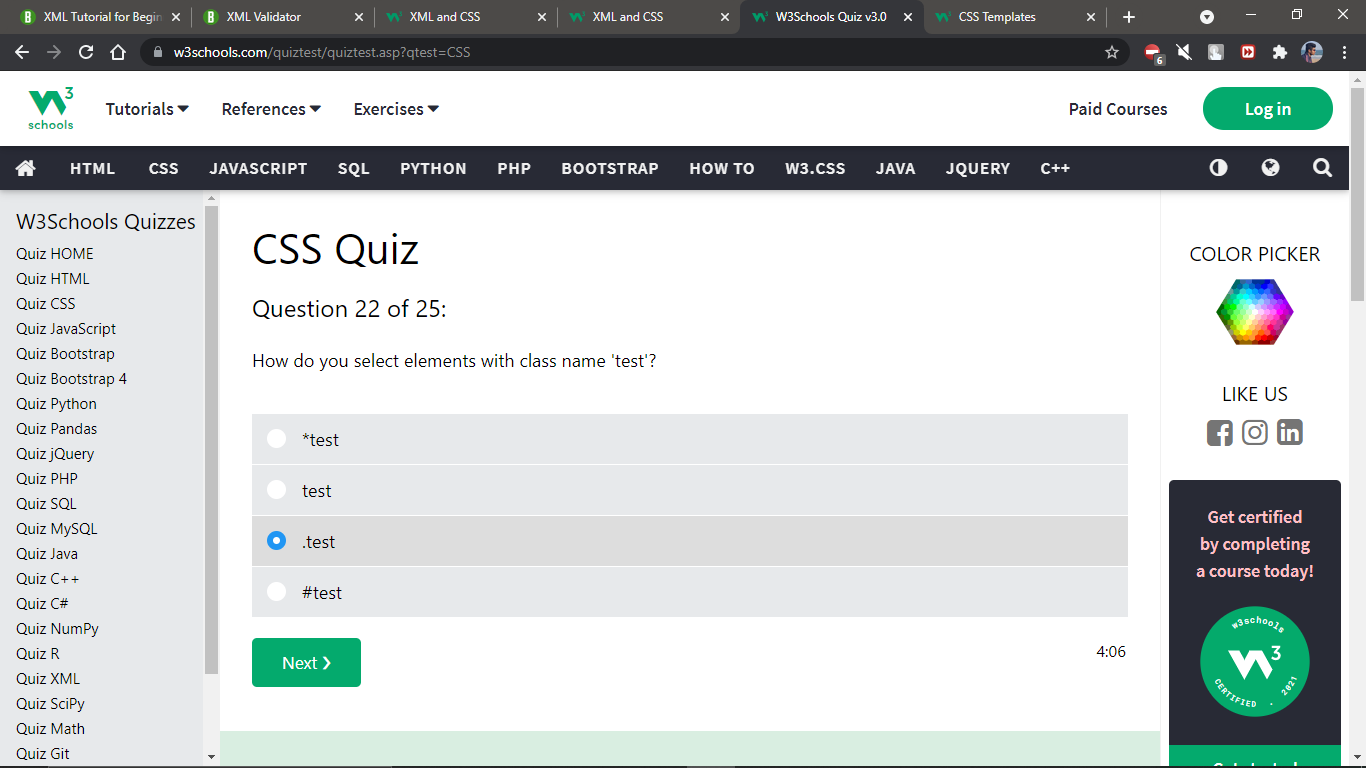 XML Tutorial for Begin
XML Validator
XML and CSS
XML and CSS
W3Schools Quiz v3.0
CSS Templates
w3schools.com/quiztest/quiztest.asp?qtest=CSS
6
3
schools
Tutorials
References
Exercises
Paid Courses
Log in
HTML
CSS
JAVASCRIPT
SQL
PYTHON
PHP
BOOTSTRAP
HOW TO
W3.CSS
JAVA
JQUERY
C++
W3Schools Quizzes
Quiz HOME
Quiz HTML
Quiz CSS
Quiz JavaScript
Quiz Bootstrap
Quiz Bootstrap 4
Quiz Python
Quiz Pandas
Quiz jQuery
Quiz PHP
Quiz SQL
Quiz MySQL
Quiz Java
Quiz C++
Quiz C#
Quiz NumPy
Quiz R
Quiz XML
Quiz SciPy
Quiz Math
Quiz Git
CSS Quiz
Question 22 of 25:
How do you select elements with class name 'test'?
*test
test
.test
#test
Next ❯
4:06
COLOR PICKER
LIKE US
Get certified
by completing
a course today!
w3schools
3
CERTIFIED . 2021